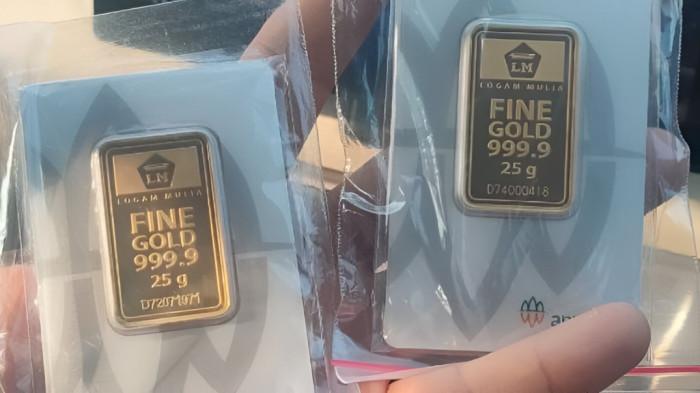 LM
LOGAM MULIA
FINE
GOLD
999.9
25 g
LM
LOGAM MULIA
FINE
GOLD
999.9
25 g
D74000418